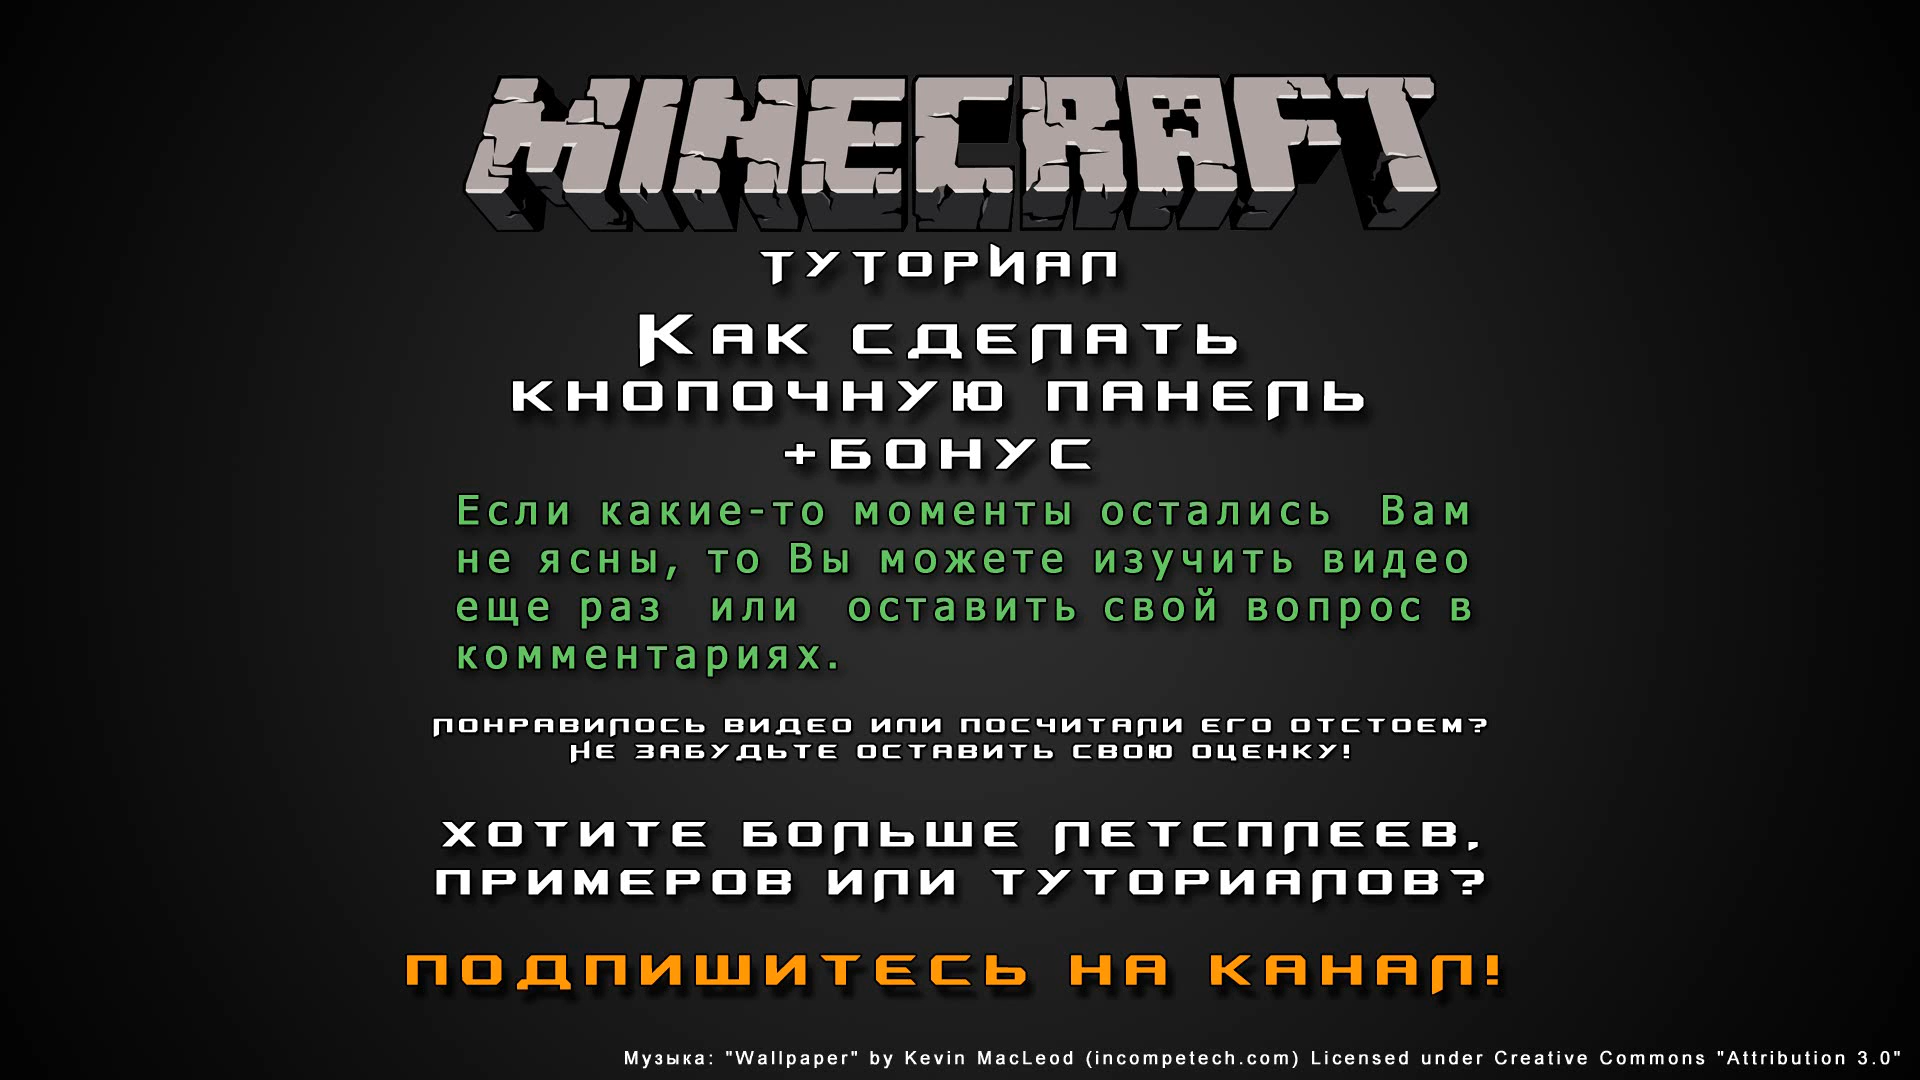 MINECRAFT
туториал
Как сделать
кнопочную панель
+бонус
Если какие-то моменты остались Вам
не ясны, то Вы можете изучить видео
еще раз или оставить свой вопрос в
комментариях.
понравилось видео или посчитали его отстоем?
Не забудьте оставить свою оценку!
хотите больше летсплеев,
примеров или туториалов?
подпишитесь на канал!
Музыка: "Wallpaper" by Kevin MacLeod (incompetech.com) Licensed under Creative Commons "Attribution 3.0"